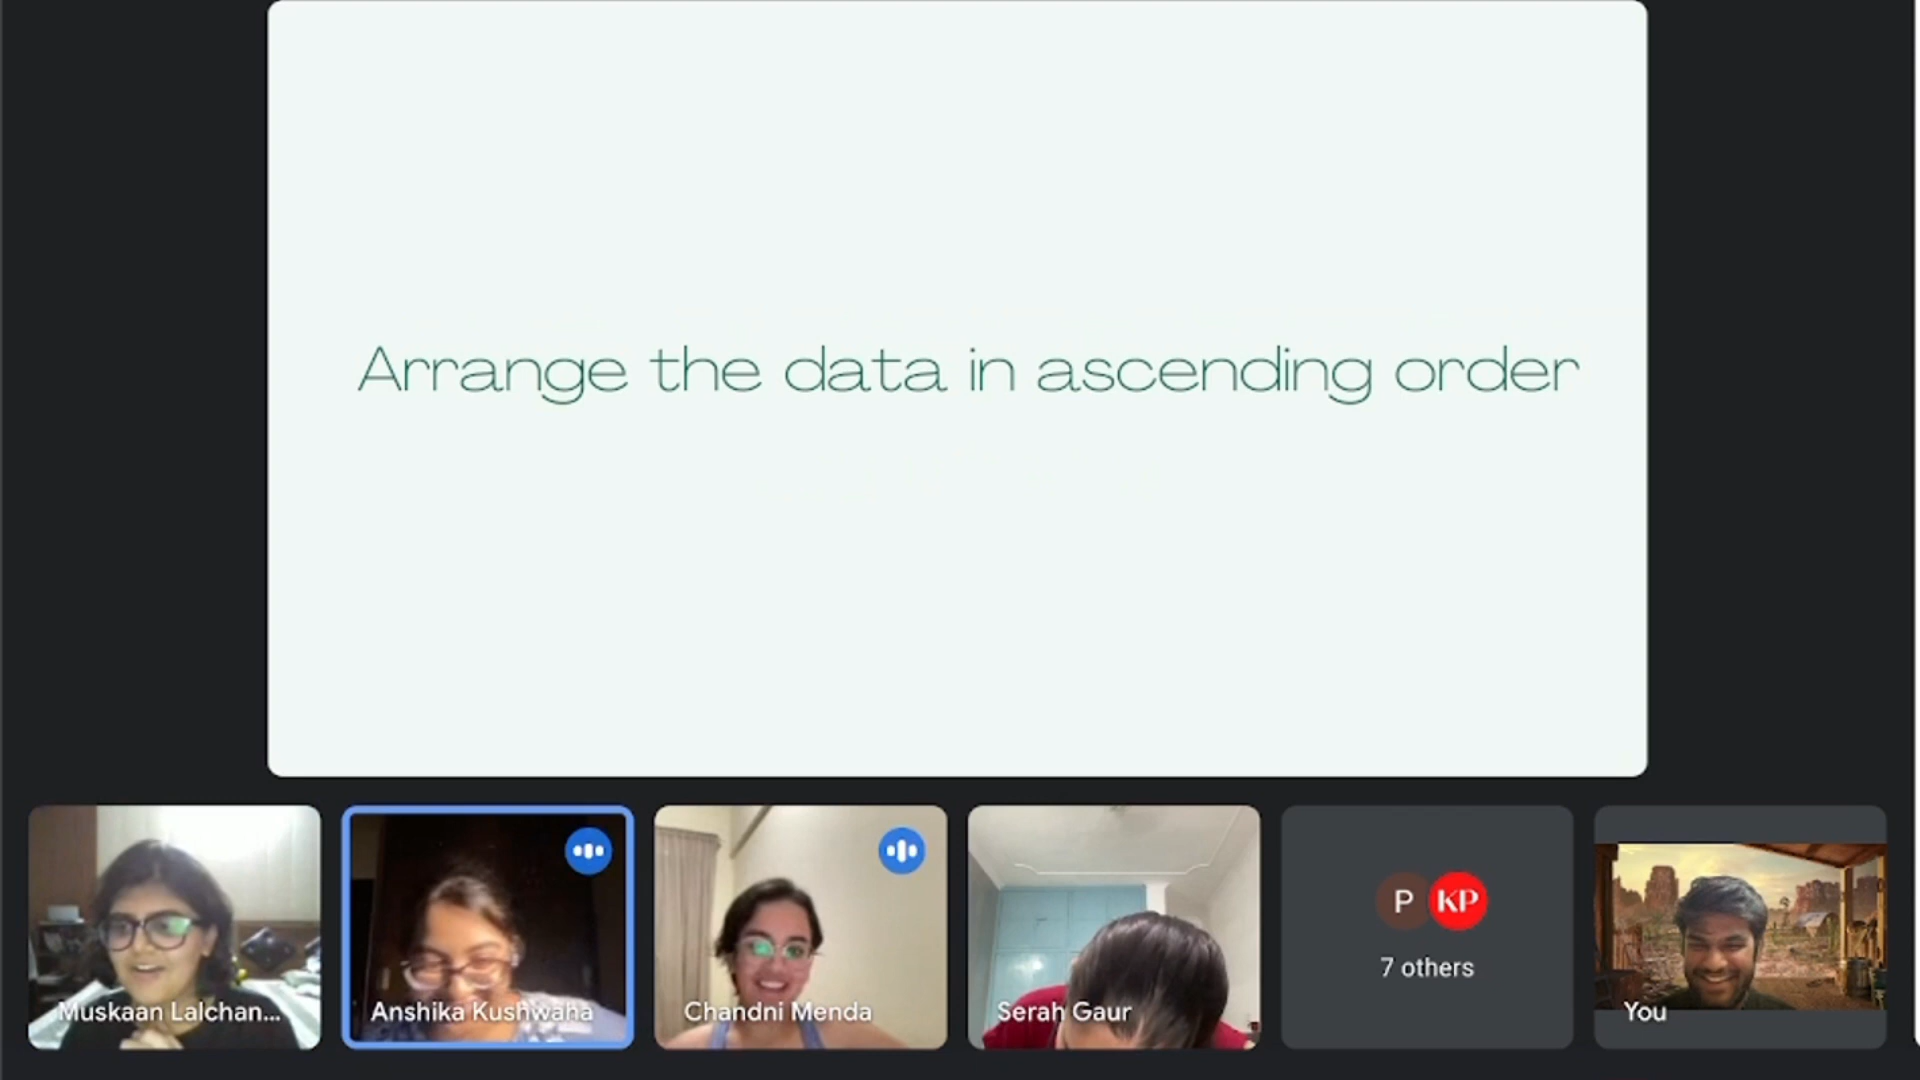 Arrange the data in ascending order
Muskaan Lalchan...
Anshika Kushwaha
Chandni Menda
Serah Gaur
P KP
7 others
You